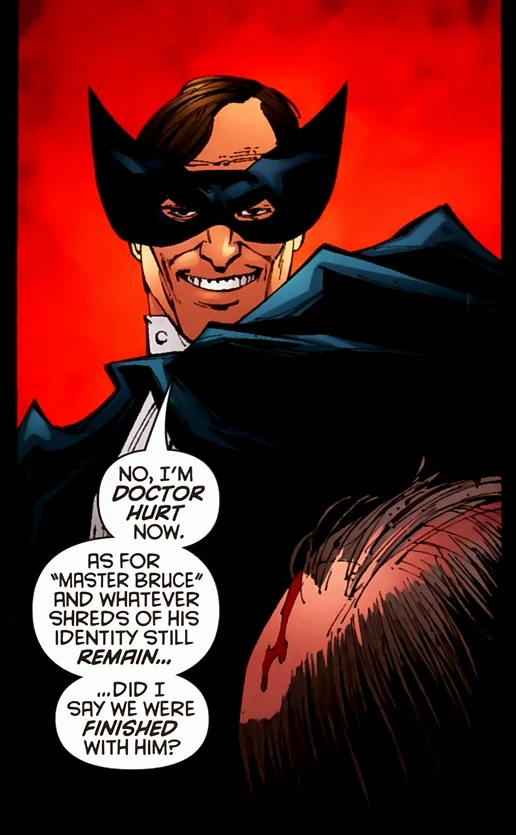 NO, I'M
DOCTOR
HURT
NOW.
AS FOR
"MASTER BRUCE"
AND WHATEVER
SHREDS OF HIS
IDENTITY STILL
REMAIN...
...DID I
SAY WE WERE
FINISHED
WITH HIM?